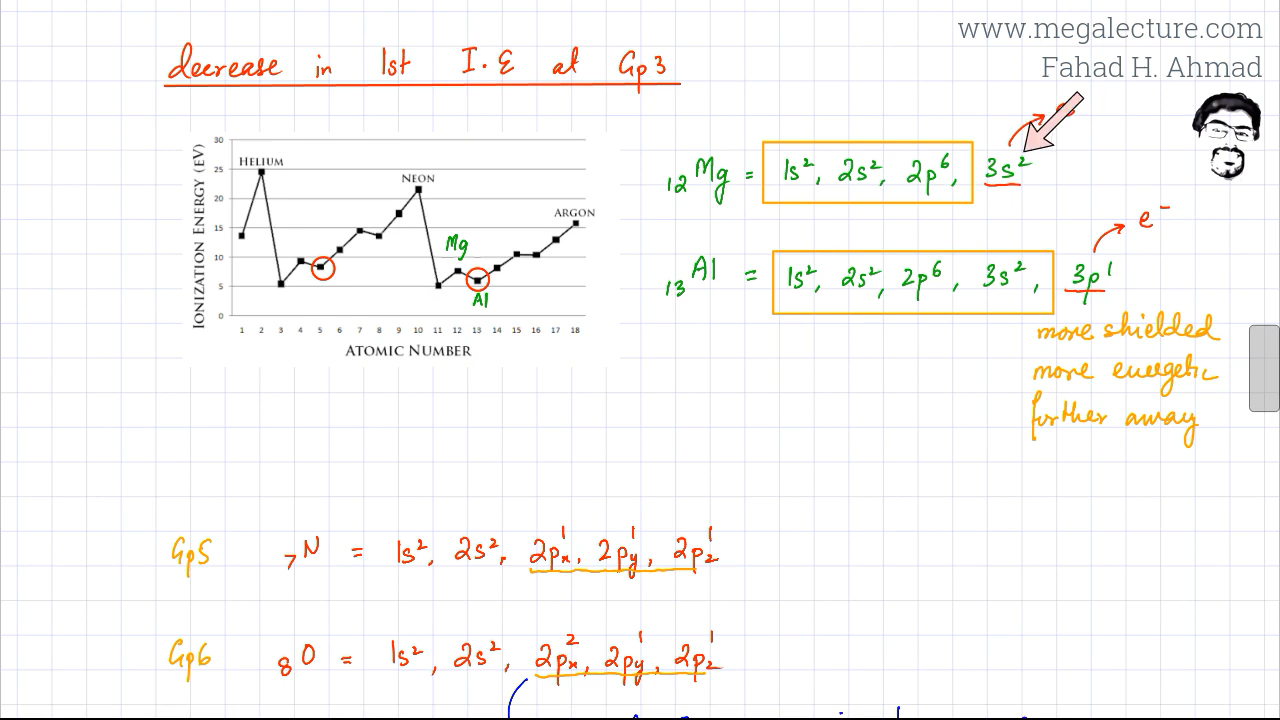 www.megalecture.com
Fahad H. Ahmad
decrease in 1st I.E at Gp3
IONIZATION ENERGY (EV)
30
25
20
15
10
5
0
HELIUM
NEON
ARGON
Mg
Al
1 2 3 4 5 6 7 8 9 10 11 12 13 14 15 16 17 18
ATOMIC NUMBER
₁₂Mg = 1s², 2s², 2p⁶, 3s²
e⁻
₁₃Al = 1s², 2s², 2p⁶, 3s², 3p¹
more shielded
more energetic
further away
Gp5 ₇N = 1s², 2s², 2pₓ¹, 2py¹, 2pz¹
Gp6 ₈O = 1s², 2s², 2pₓ², 2py¹, 2pz¹